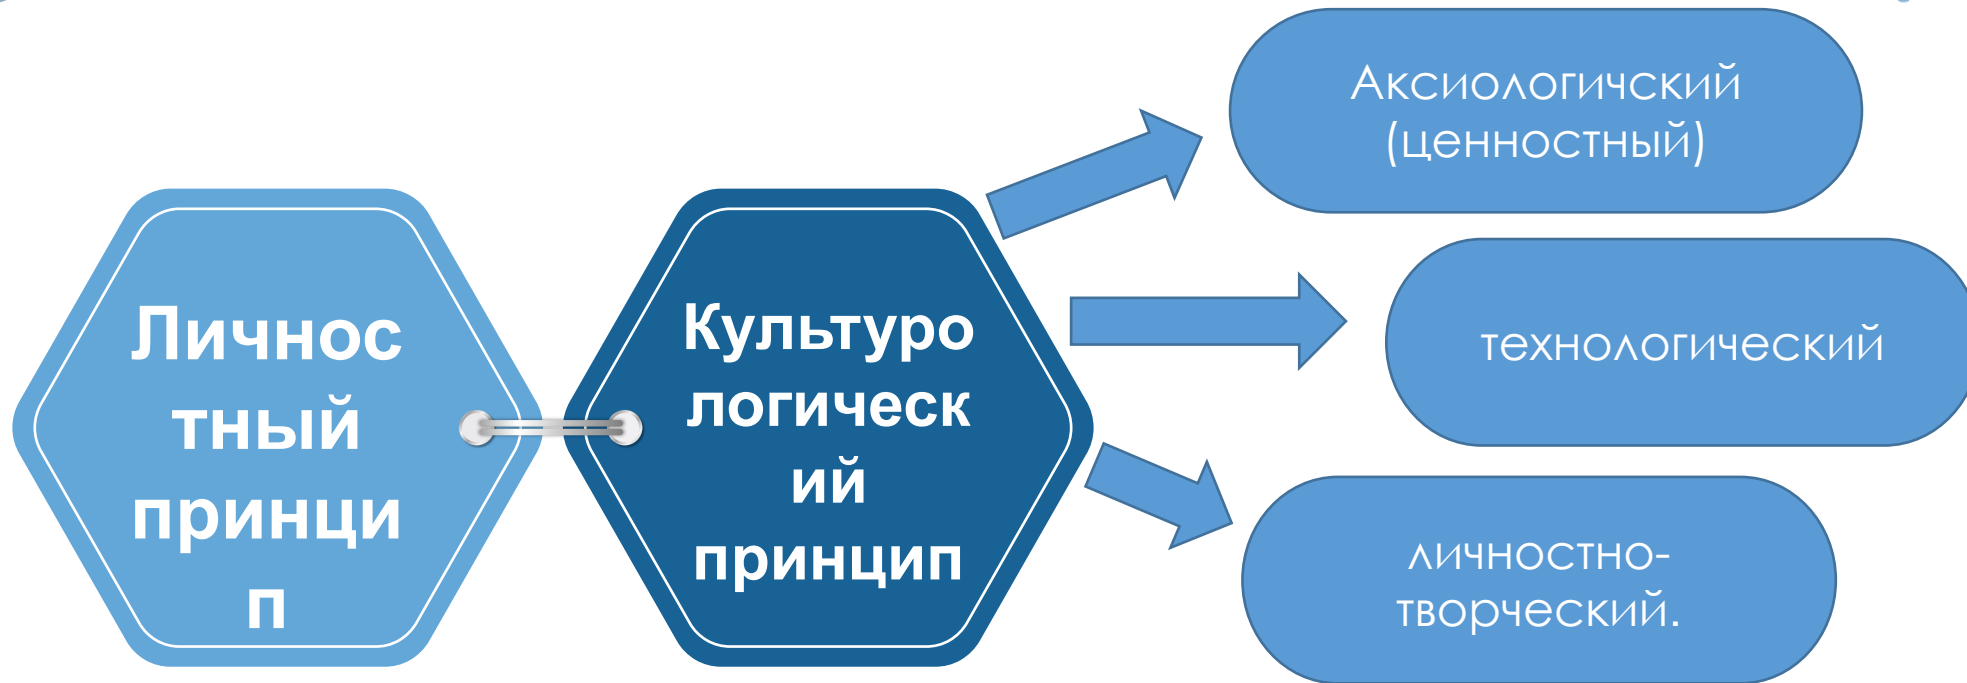 Личнос
тный
принци
п
Культуро
логическ
ий
принцип
Аксиологичский
(ценностный)
технологический
личностно-
творческий.